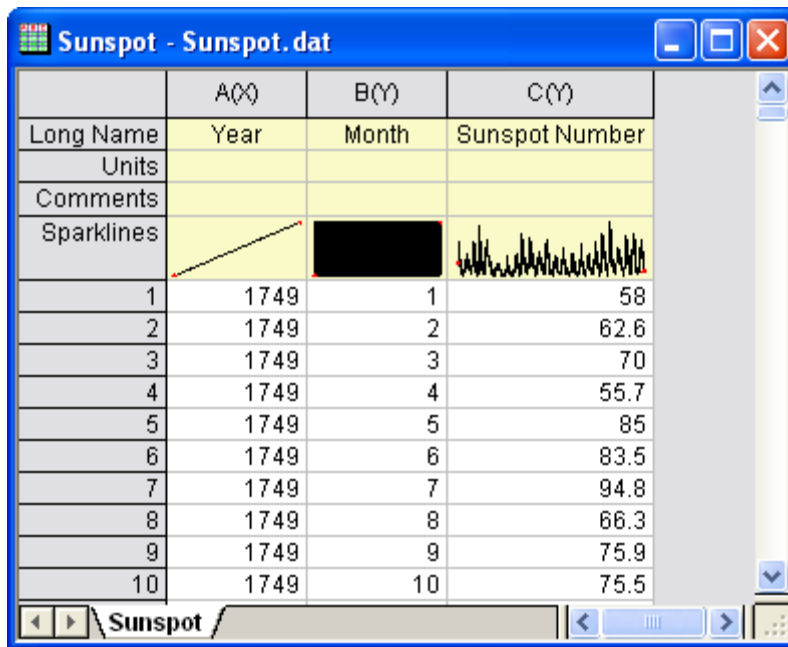 Sunspot - Sunspot.dat
A(X) B(Y) C(Y)
Long Name Year Month Sunspot Number
Units
Comments
Sparklines
1 1749 1 58
2 1749 2 62.6
3 1749 3 70
4 1749 4 55.7
5 1749 5 85
6 1749 6 83.5
7 1749 7 94.8
8 1749 8 66.3
9 1749 9 75.9
10 1749 10 75.5
Sunspot